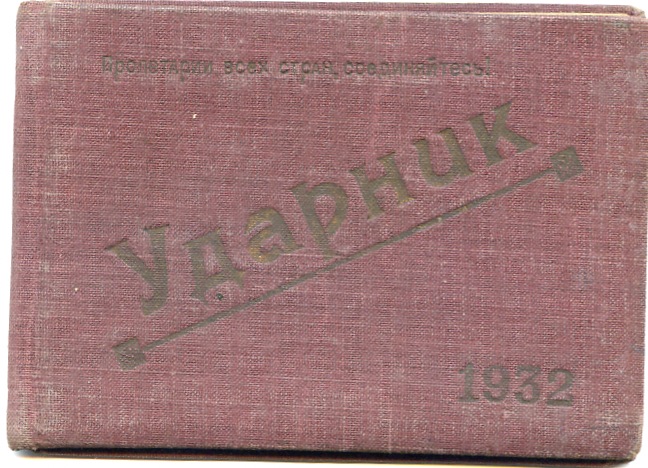 Пролетарии всех стран, соединяйтесь!
Ударник
1932